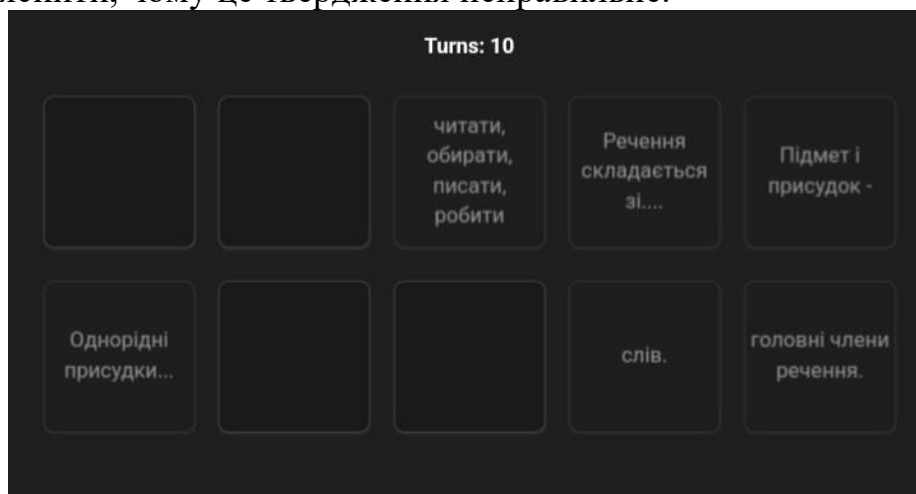 Turns: 10
читати,
обирати,
писати,
робити
Речення
складається
зі....
Підмет і
присудок -
Однорідні
присудки...
слів.
головні члени
речення.